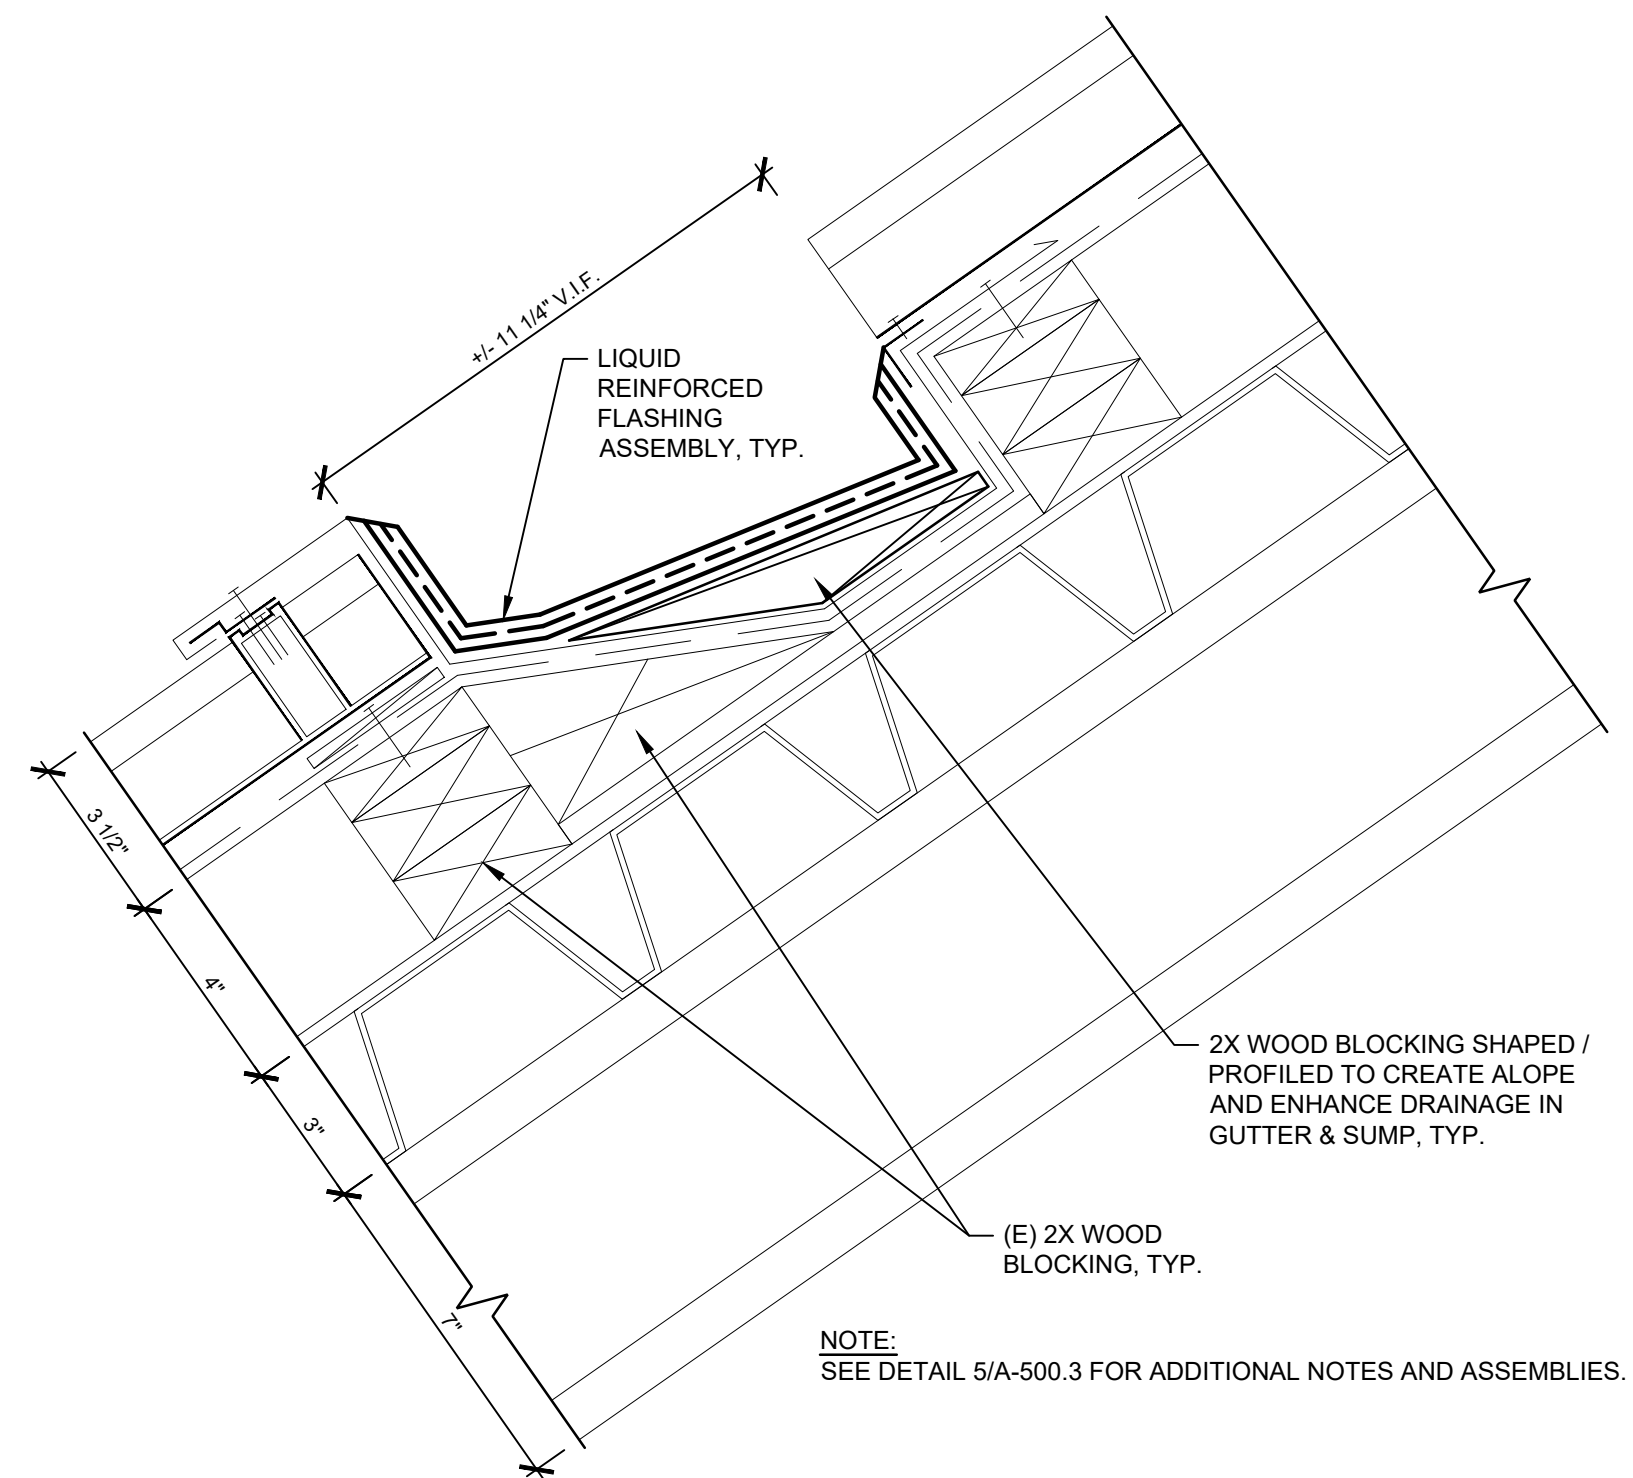 +/- 11 1/4" V.I.F.
LIQUID
REINFORCED
FLASHING
ASSEMBLY, TYP.
3 1/2"
4"
3"
7"
2X WOOD BLOCKING SHAPED /
PROFILED TO CREATE ALOPE
AND ENHANCE DRAINAGE IN
GUTTER & SUMP, TYP.
(E) 2X WOOD
BLOCKING, TYP.
NOTE:
SEE DETAIL 5/A-500.3 FOR ADDITIONAL NOTES AND ASSEMBLIES.